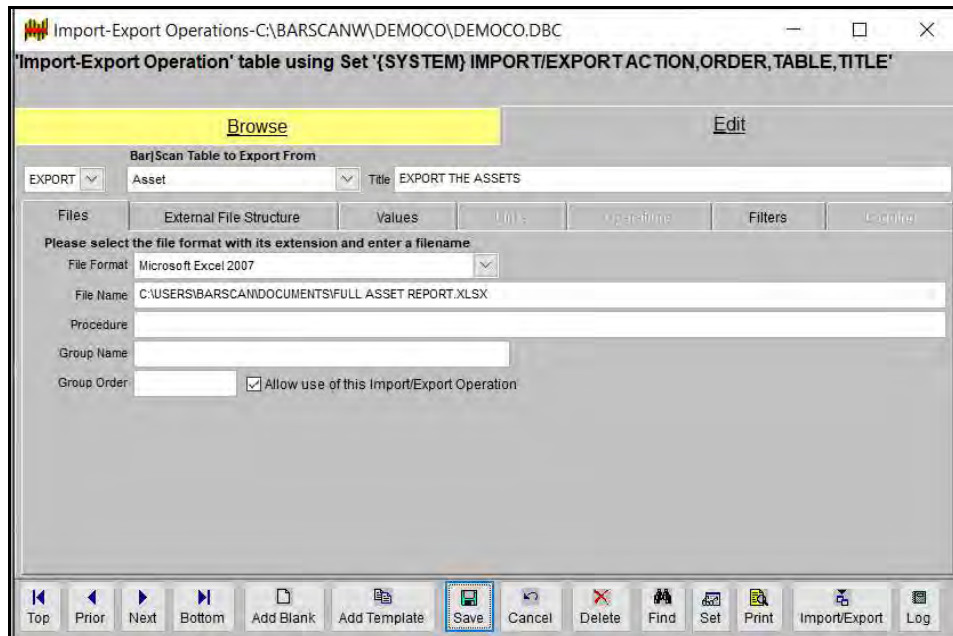 Import-Export Operations-C:\BARSCANW\DEMOCO\DEMOCO.DBC
'Import-Export Operation' table using Set '{SYSTEM} IMPORT/EXPORT ACTION,ORDER,TABLE,TITLE'
Browse Edit
Bar|Scan Table to Export From
EXPORT Asset Title EXPORT THE ASSETS
Files External File Structure Values Links Operations Filters
Please select the file format with its extension and enter a filename
File Format Microsoft Excel 2007
File Name C:\USERS\BARSCAN\DOCUMENTS\FULL ASSET REPORT.XLSX
Procedure
Group Name
Group Order Allow use of this Import/Export Operation
Top Prior Next Bottom Add Blank Add Template Save Cancel Delete Find Set Print Import/Export Log